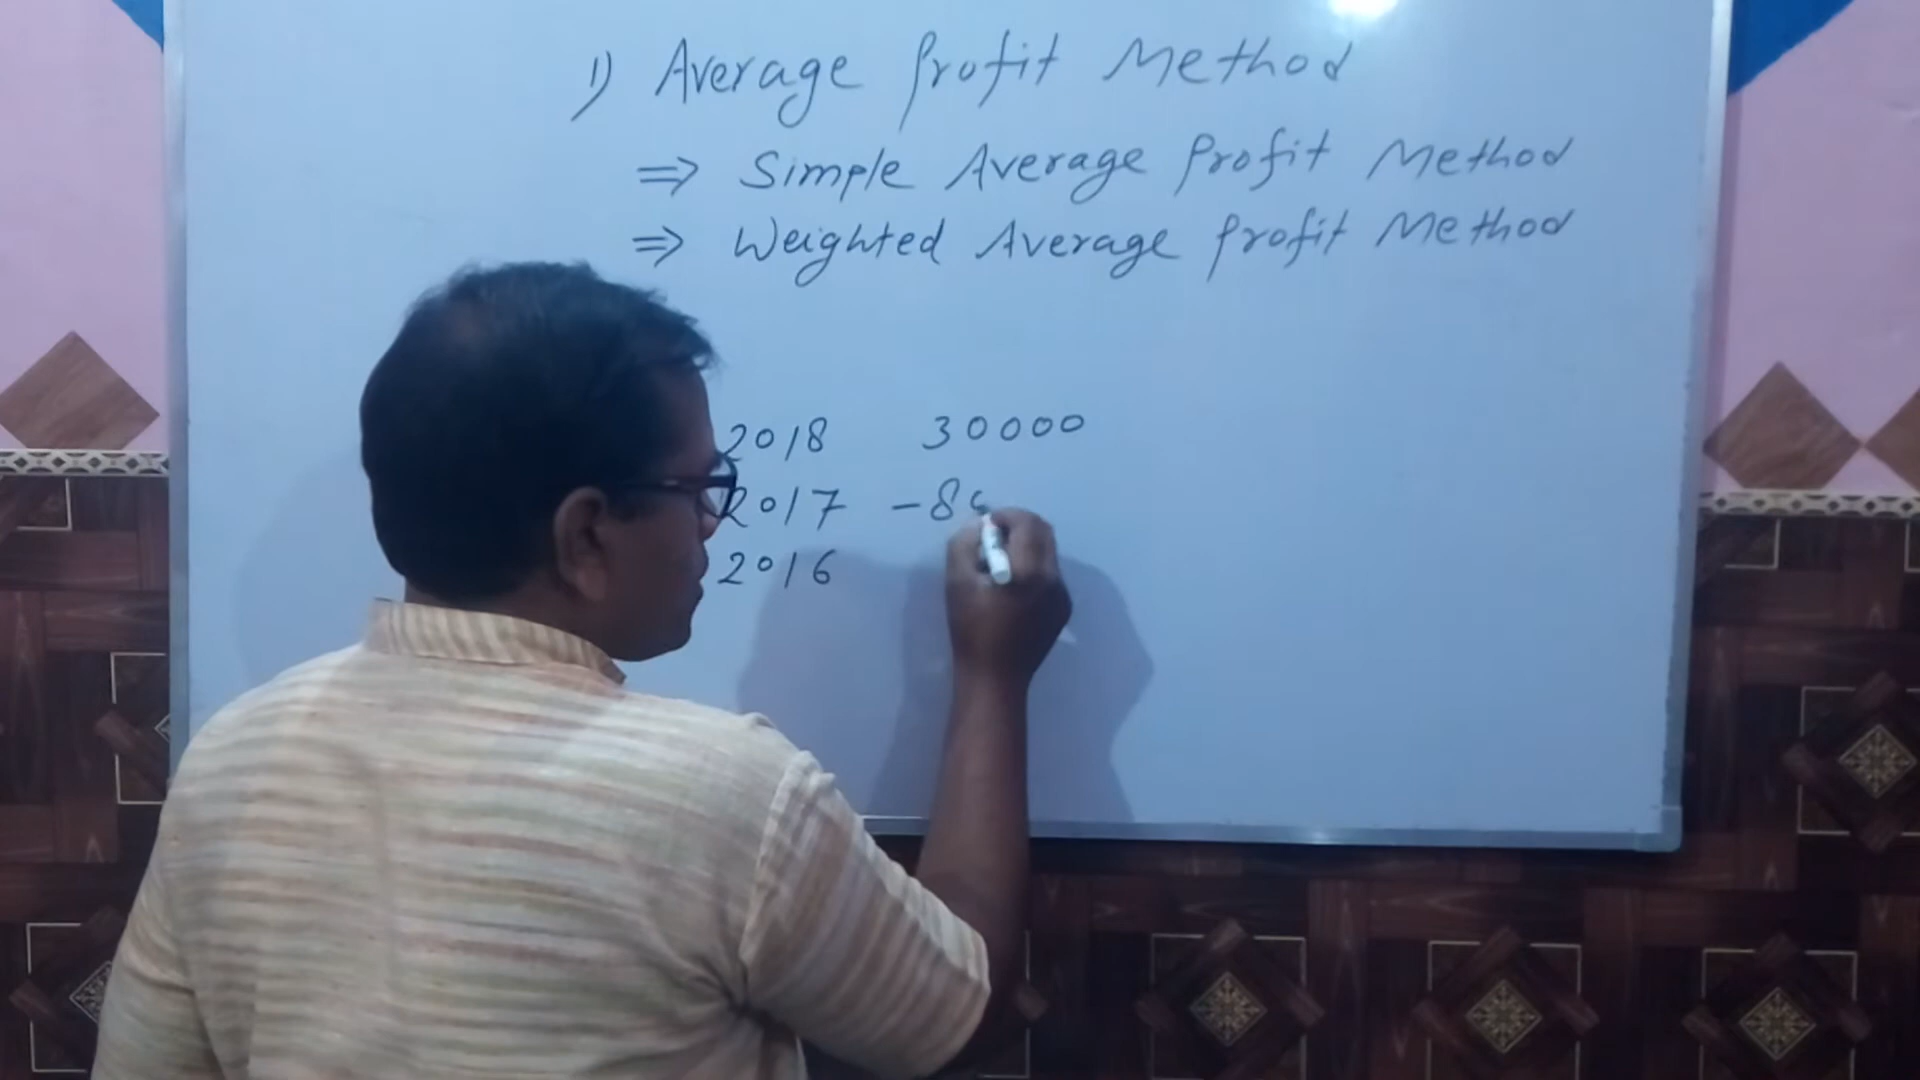 1) Average Profit Method
⇒ Simple Average Profit Method
⇒ Weighted Average Profit Method
2018 30000
2017 -8
2016